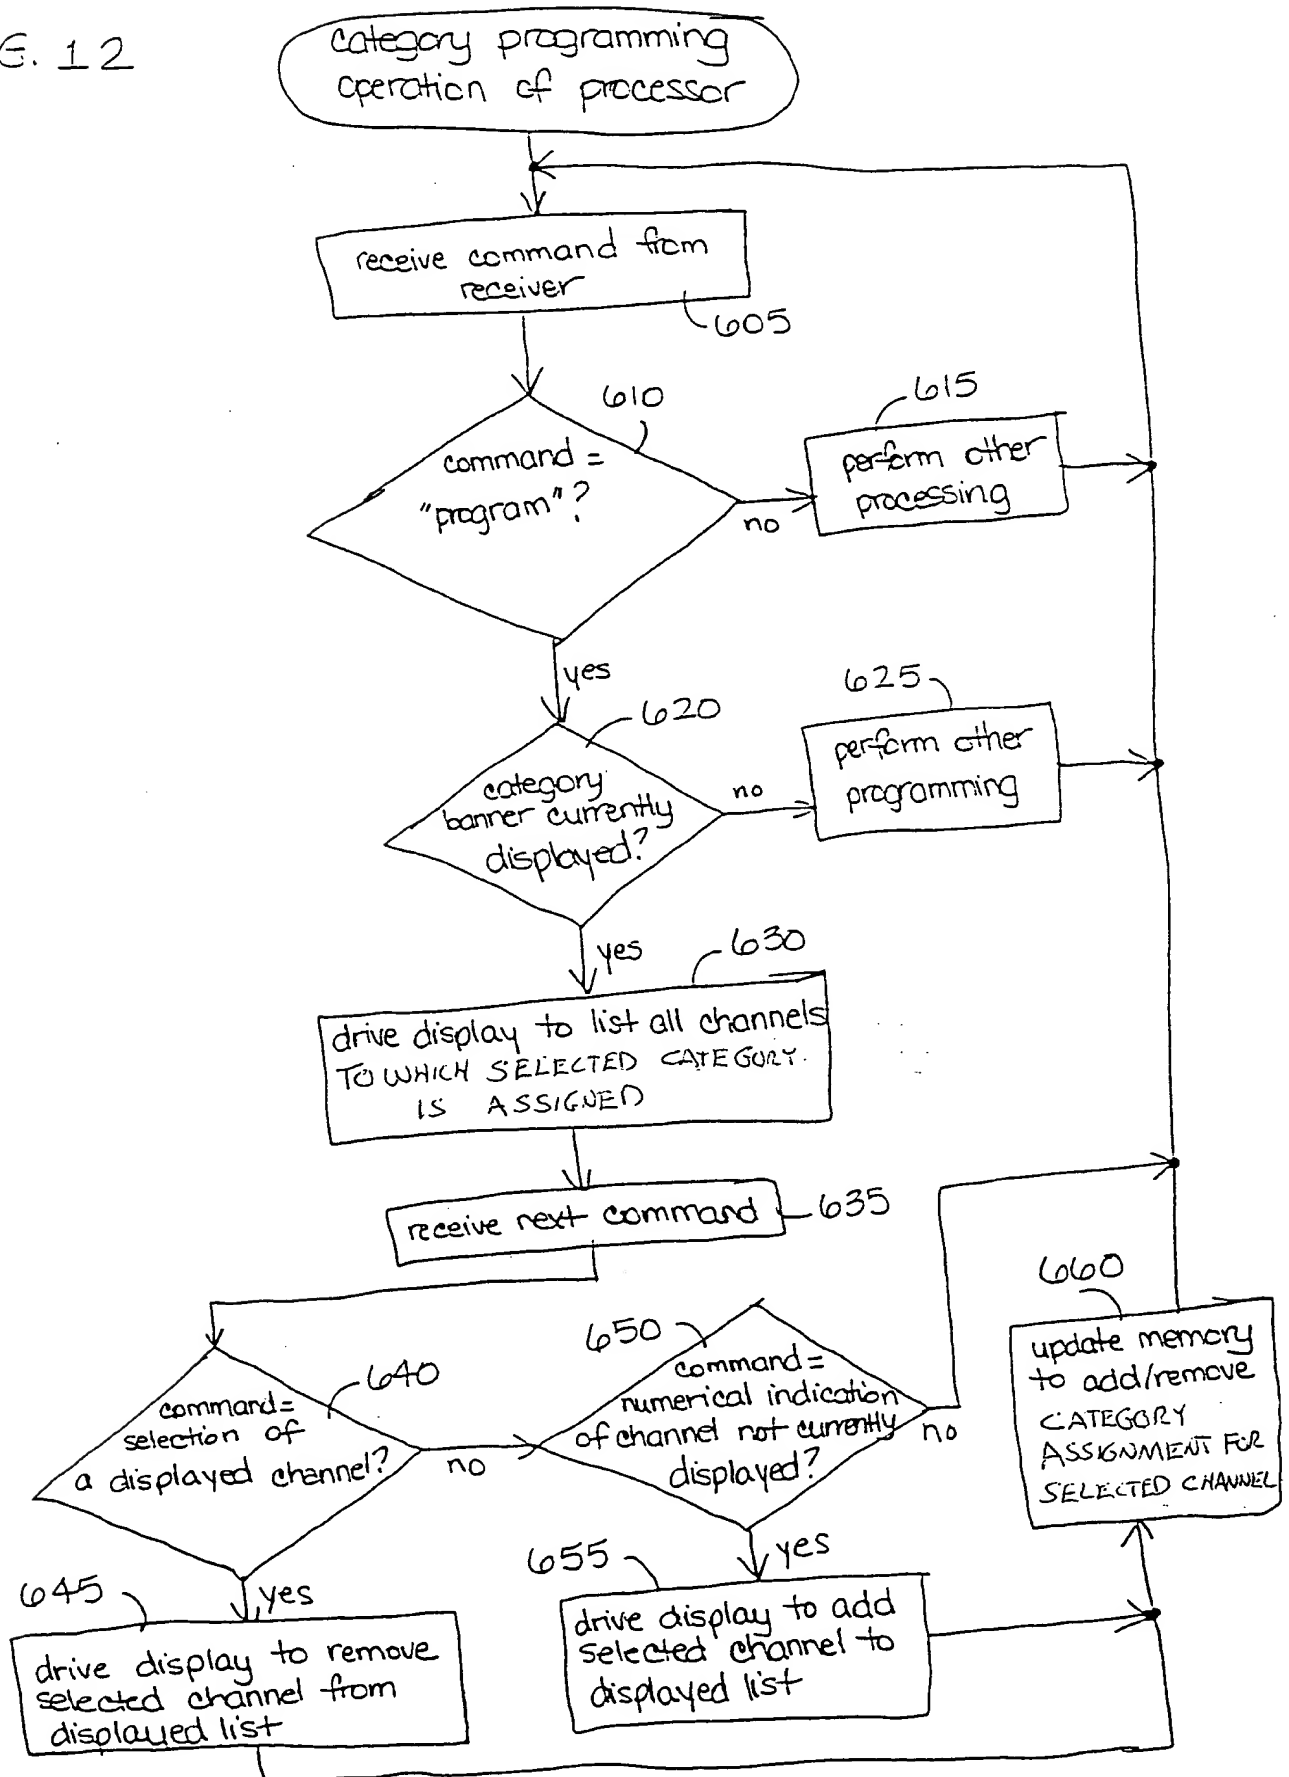 G. 12
category programming
operation of processor
receive command from
receiver
605
610
command =
"program"?
no
615
perform other
processing
yes
620
category
banner currently
displayed?
no
625
perform other
programming
yes
630
drive display to list all channels
TO WHICH SELECTED CATEGORY
IS ASSIGNED
receive next command
635
640
command=
selection of
a displayed channel?
no
650
command=
numerical indication
of channel not currently
displayed?
no
660
update memory
to add/remove
CATEGORY
ASSIGNMENT FOR
SELECTED CHANNEL
645
yes
drive display to remove
selected channel from
displayed list
655
yes
drive display to add
selected channel to
displayed list